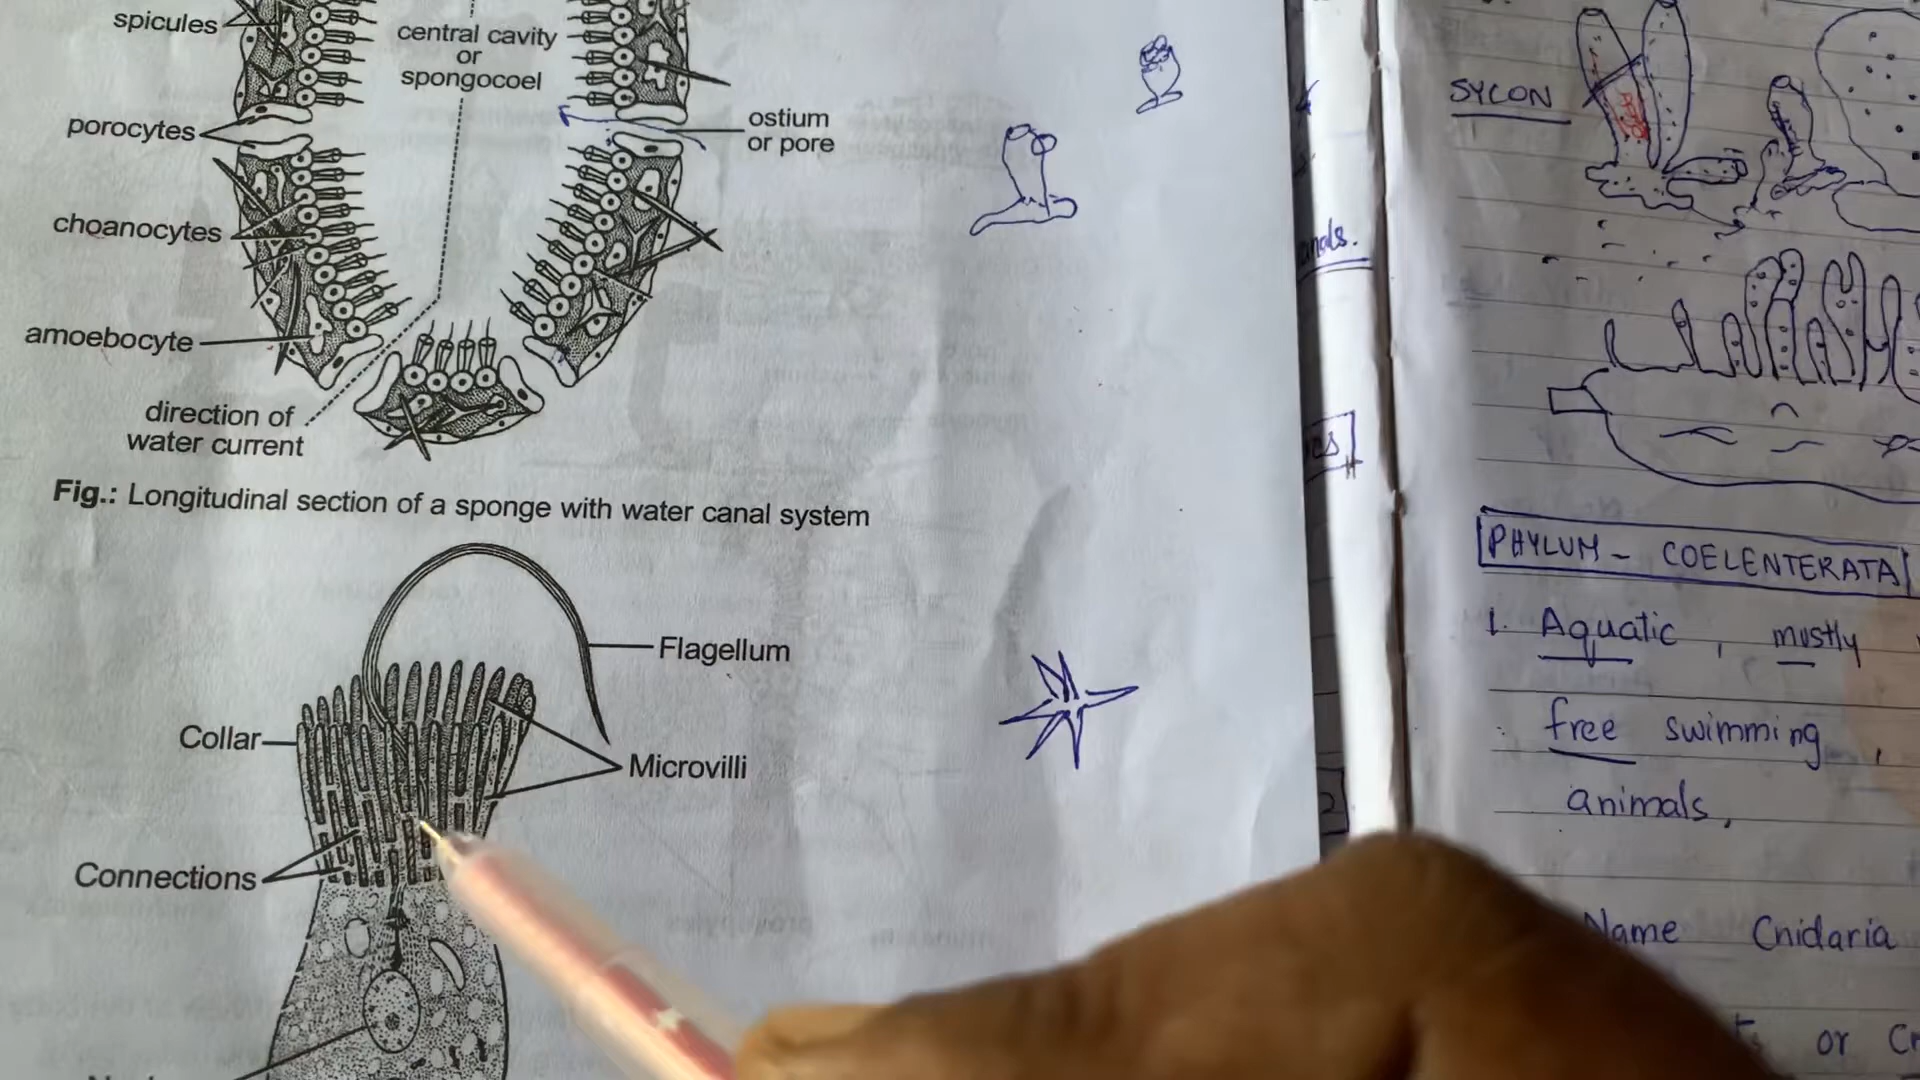 spicules
central cavity
or
spongocoel
porocytes
ostium
or pore
choanocytes
amoebocyte
direction of
water current
Fig.: Longitudinal section of a sponge with water canal system
Flagellum
Collar
Microvilli
Connections
SYCON
PHYLUM - COELENTERATA
1. Aquatic, mostly
free swimming,
animals,
Name Cnidaria
or